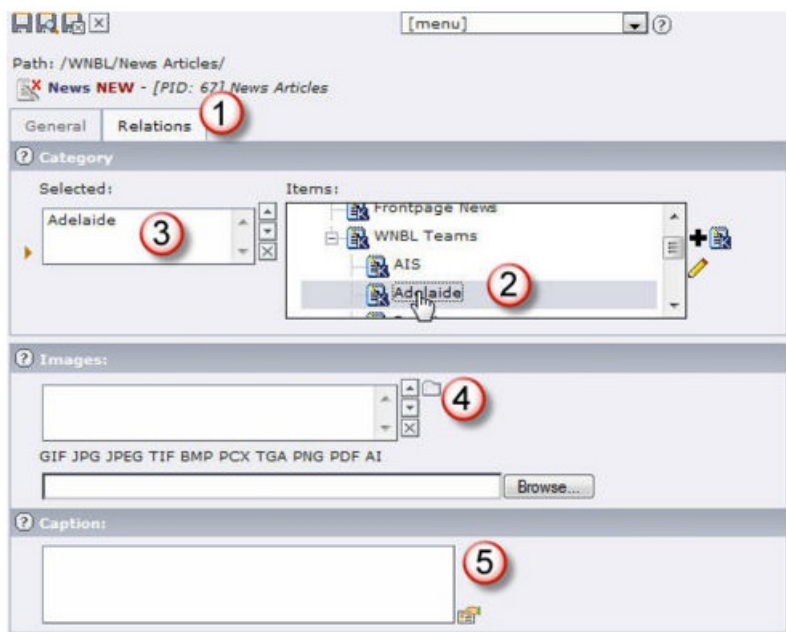 [menu]
Path: /WNBL/News Articles/
News NEW - [PID: 67] News Articles
1
General Relations
Category
Selected: Items:
Frontpage News
Adelaide
3
WNBL Teams
AIS
2
Adelaide
Images:
4
GIF JPG JPEG TIF BMP PCX TGA PNG PDF AI
Browse...
Caption:
5